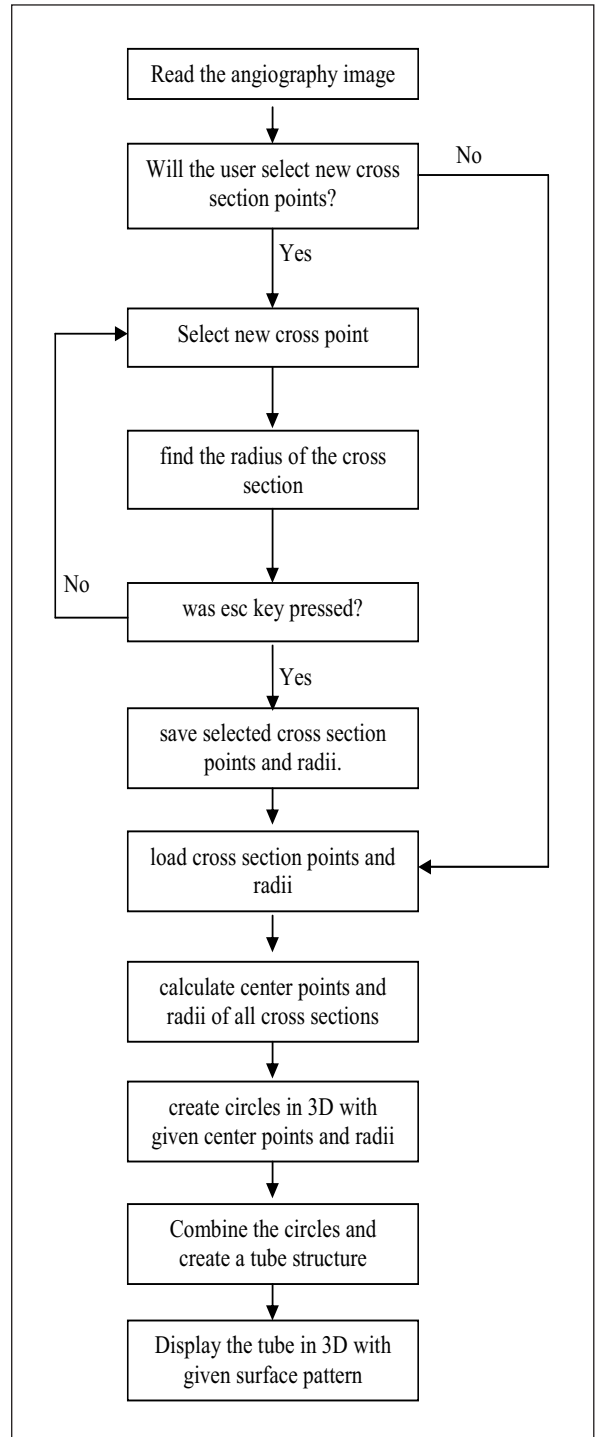 Read the angiography image
Will the user select new cross
section points?
No
Yes
Select new cross point
find the radius of the cross
section
No
was esc key pressed?
Yes
save selected cross section
points and radii.
load cross section points and
radii
calculate center points and
radii of all cross sections
create circles in 3D with
given center points and radii
Combine the circles and
create a tube structure
Display the tube in 3D with
given surface pattern